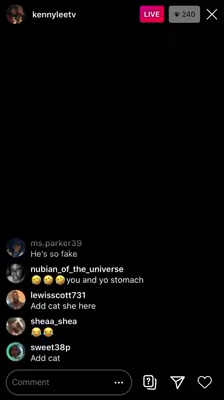 kennyleetv
LIVE
240
ms.parker39
He's so fake
nubian_of_the_universe
🤣🤣🤣you and yo stomach
lewisscott731
Add cat she here
sheaa_shea
😂😂
sweet38p
Add cat
Comment